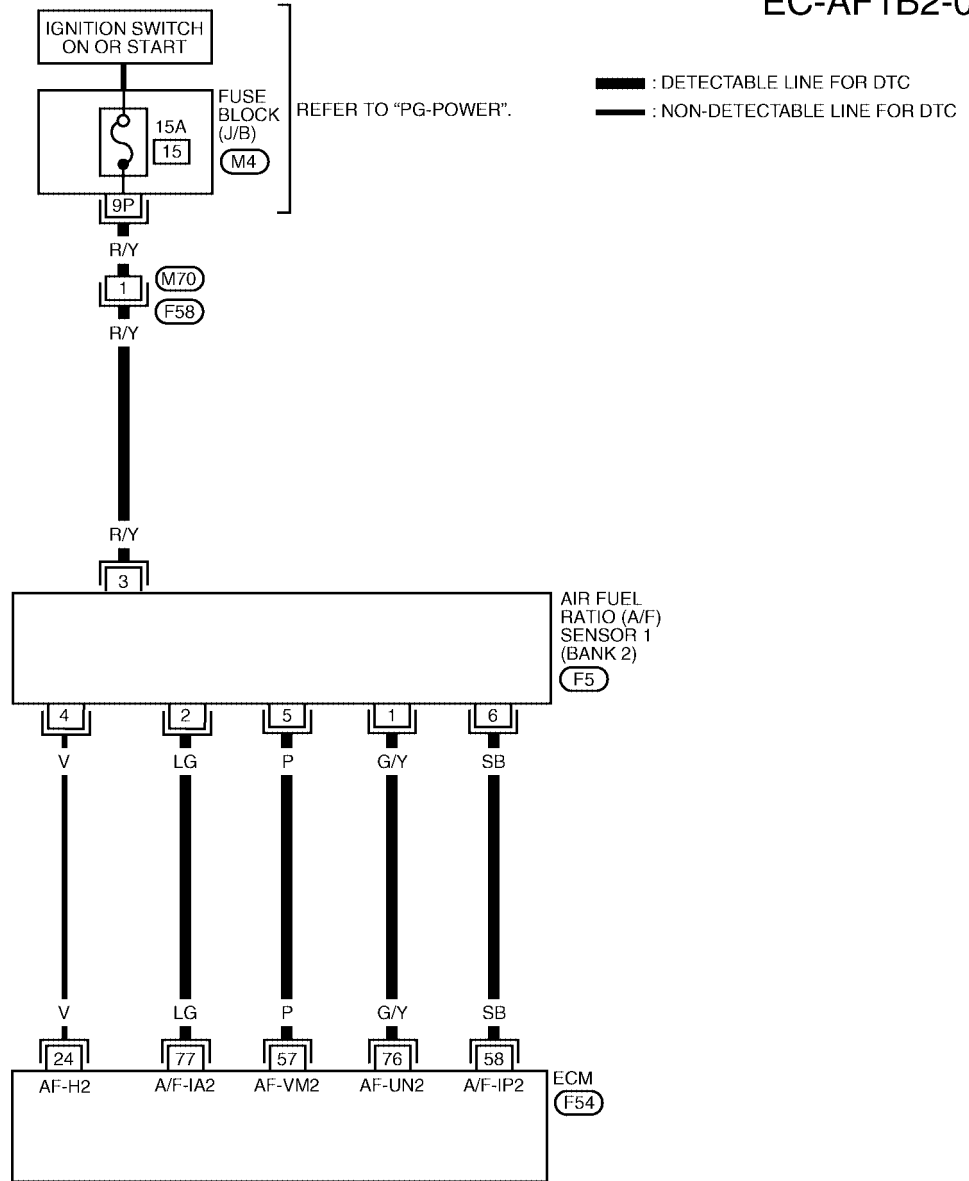 EC-AF1B2-0
IGNITION SWITCH
ON OR START
FUSE
BLOCK
(J/B)
M4
15A
15
REFER TO “PG-POWER”.
: DETECTABLE LINE FOR DTC
: NON-DETECTABLE LINE FOR DTC
9P
R/Y
1
M70
F58
R/Y
R/Y
3
AIR FUEL
RATIO (A/F)
SENSOR 1
(BANK 2)
F5
4 2 5 1 6
V LG P G/Y SB
V LG P G/Y SB
24 77 57 76 58
AF-H2 A/F-IA2 AF-VM2 AF-UN2 A/F-IP2
ECM
F54